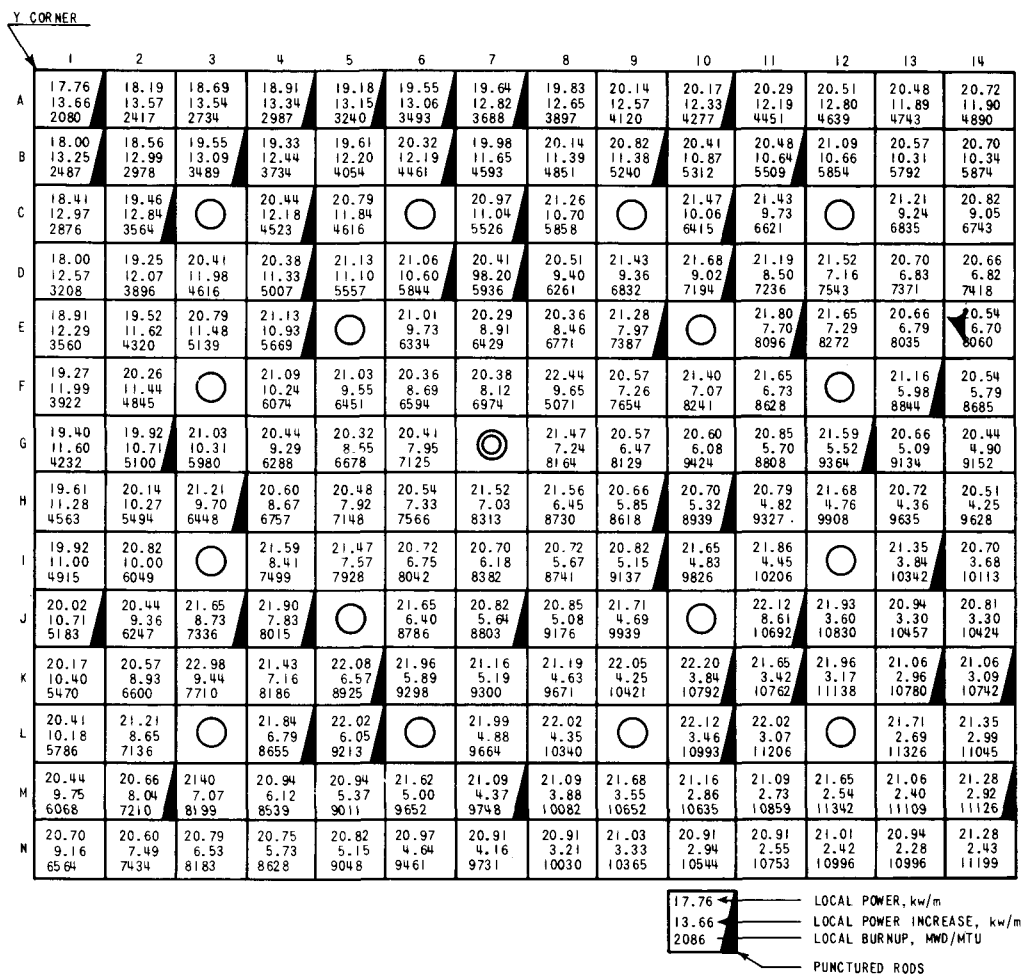 Y CORNER
1 2 3 4 5 6 7 8 9 10 11 12 13 14
17.76 18.19 18.69 18.91 19.18 19.55 19.64 19.83 20.14 20.17 20.29 20.51 20.48 20.72
A 13.66 13.57 13.54 13.34 13.15 13.06 12.82 12.65 12.57 12.33 12.19 12.80 11.89 11.90
2080 2417 2734 2987 3240 3493 3688 3897 4120 4277 4451 4639 4743 4890
18.00 18.56 19.55 19.33 19.61 20.32 19.98 20.14 20.82 20.41 20.48 21.09 20.57 20.70
B 13.25 12.99 13.09 12.44 12.20 12.19 11.65 11.39 11.38 10.87 10.64 10.66 10.31 10.34
2487 2978 3489 3734 4054 4461 4593 4851 5240 5312 5509 5854 5792 5874
18.41 19.46 20.44 20.79 20.97 21.26 21.47 21.43 21.21 20.82
C 12.97 12.84 12.18 11.84 11.04 10.70 10.06 9.73 9.24 9.05
2876 3564 4523 4616 5526 5858 6415 6621 6835 6743
18.00 19.25 20.41 20.38 21.13 21.06 20.41 20.51 21.43 21.68 21.19 21.52 20.70 20.66
D 12.57 12.07 11.98 11.33 11.10 10.60 98.20 9.40 9.36 9.02 8.50 7.16 6.83 6.82
3208 3896 4616 5007 5557 5844 5936 6261 6832 7194 7236 7543 7371 7418
18.91 19.52 20.79 21.13 21.01 20.29 20.36 21.28 21.80 21.65 20.66 20.54
E 12.29 11.62 11.48 10.93 9.73 8.91 8.46 7.97 7.70 7.29 6.79 6.70
3560 4320 5139 5669 6334 6429 6771 7387 8096 8272 8035 8060
19.27 20.26 21.09 21.03 20.36 20.38 22.44 20.57 21.40 21.65 21.16 20.54
F 11.99 11.44 10.24 9.55 8.69 8.12 9.65 7.26 7.07 6.73 5.98 5.79
3922 4845 6074 6451 6594 6974 5071 7654 8241 8628 8844 8685
19.40 19.92 21.03 20.44 20.32 20.41 21.47 20.57 20.60 20.85 21.59 20.66 20.44
G 11.60 10.71 10.31 9.29 8.55 7.95 7.24 6.47 6.08 5.70 5.52 5.09 4.90
4232 5100 5980 6288 6678 7125 8164 8129 9424 8808 9364 9134 9152
19.61 20.14 21.21 20.60 20.48 20.54 21.52 21.56 20.66 20.70 20.79 21.68 20.72 20.51
H 11.28 10.27 9.70 8.67 7.92 7.33 7.03 6.45 5.85 5.32 4.82 4.76 4.36 4.25
4563 5494 6448 6757 7148 7566 8313 8730 8618 8939 9327 9908 9635 9628
19.92 20.82 21.59 21.47 20.72 20.70 20.72 20.82 21.65 21.86 21.35 20.70
I 11.00 10.00 8.41 7.57 6.75 6.18 5.67 5.15 4.83 4.45 3.84 3.68
4915 6049 7499 7928 8042 8382 8741 9137 9826 10206 10342 10113
20.02 20.44 21.65 21.90 21.65 20.82 20.85 21.71 22.12 21.93 20.94 20.81
J 10.71 9.36 8.73 7.83 6.40 5.64 5.08 4.69 8.61 3.60 3.30 3.30
5183 6247 7336 8015 8786 8803 9176 9939 10692 10830 10457 10424
20.17 20.57 22.98 21.43 22.08 21.96 21.16 21.19 22.05 22.20 21.65 21.96 21.06 21.06
K 10.40 8.93 9.44 7.16 6.57 5.89 5.19 4.63 4.25 3.84 3.42 3.17 2.96 3.09
5470 6600 7710 8186 8925 9298 9300 9671 10421 10792 10762 11138 10780 10742
20.41 21.21 21.84 22.02 21.99 22.02 22.12 22.02 21.71 21.35
L 10.18 8.65 6.79 6.05 4.88 4.35 3.46 3.07 2.69 2.99
5786 7136 8655 9213 9664 10340 10993 11206 11326 11045
20.44 20.66 2140 20.94 20.94 21.62 21.09 21.09 21.68 21.16 21.09 21.65 21.06 21.28
M 9.75 8.04 7.07 6.12 5.37 5.00 4.37 3.88 3.55 2.86 2.73 2.54 2.40 2.92
6068 7210 8199 8539 9011 9652 9748 10082 10652 10635 10859 11342 11109 11126
20.70 20.60 20.79 20.75 20.82 20.97 20.91 20.91 21.03 20.91 20.91 21.01 20.94 21.28
N 9.16 7.49 6.53 5.73 5.15 4.64 4.16 3.21 3.33 2.94 2.55 2.42 2.28 2.43
6564 7434 8183 8628 9048 9461 9731 10030 10365 10544 10753 10996 10996 11199
17.76 LOCAL POWER, kw/m
13.66 LOCAL POWER INCREASE, kw/m
2086 LOCAL BURNUP, MWD/MTU
PUNCTURED RODS